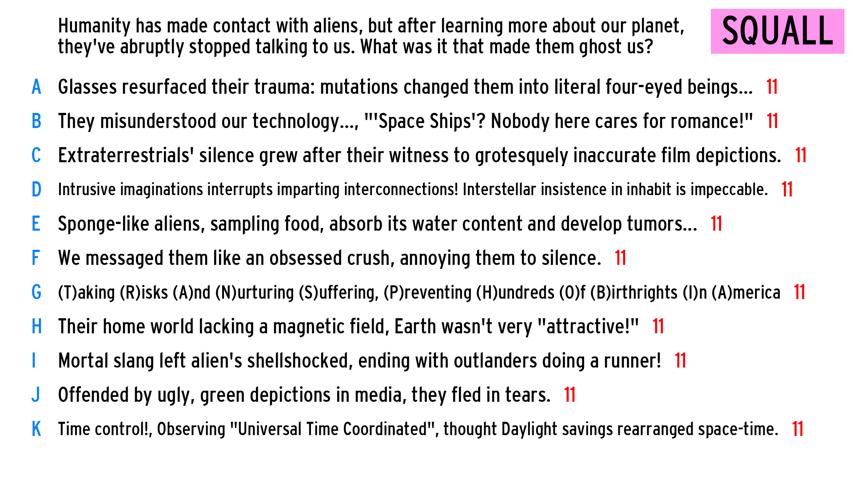 Humanity has made contact with aliens, but after learning more about our planet,
they've abruptly stopped talking to us. What was it that made them ghost us?
SQUALL
A Glasses resurfaced their trauma: mutations changed them into literal four-eyed beings... 11
B They misunderstood our technology..., "'Space Ships'? Nobody here cares for romance!" 11
C Extraterrestrials' silence grew after their witness to grotesquely inaccurate film depictions. 11
D Intrusive imaginations interrupts imparting interconnections! Interstellar insistence in inhabit is impeccable. 11
E Sponge-like aliens, sampling food, absorb its water content and develop tumors... 11
F We messaged them like an obsessed crush, annoying them to silence. 11
G (T)aking (R)isks (A)nd (N)urturing (S)uffering, (P)reventing (H)undreds (O)f (B)irthrights (I)n (A)merica 11
H Their home world lacking a magnetic field, Earth wasn't very "attractive!" 11
I Mortal slang left alien's shellshocked, ending with outlanders doing a runner! 11
J Offended by ugly, green depictions in media, they fled in tears. 11
K Time control!, Observing "Universal Time Coordinated", thought Daylight savings rearranged space-time. 11